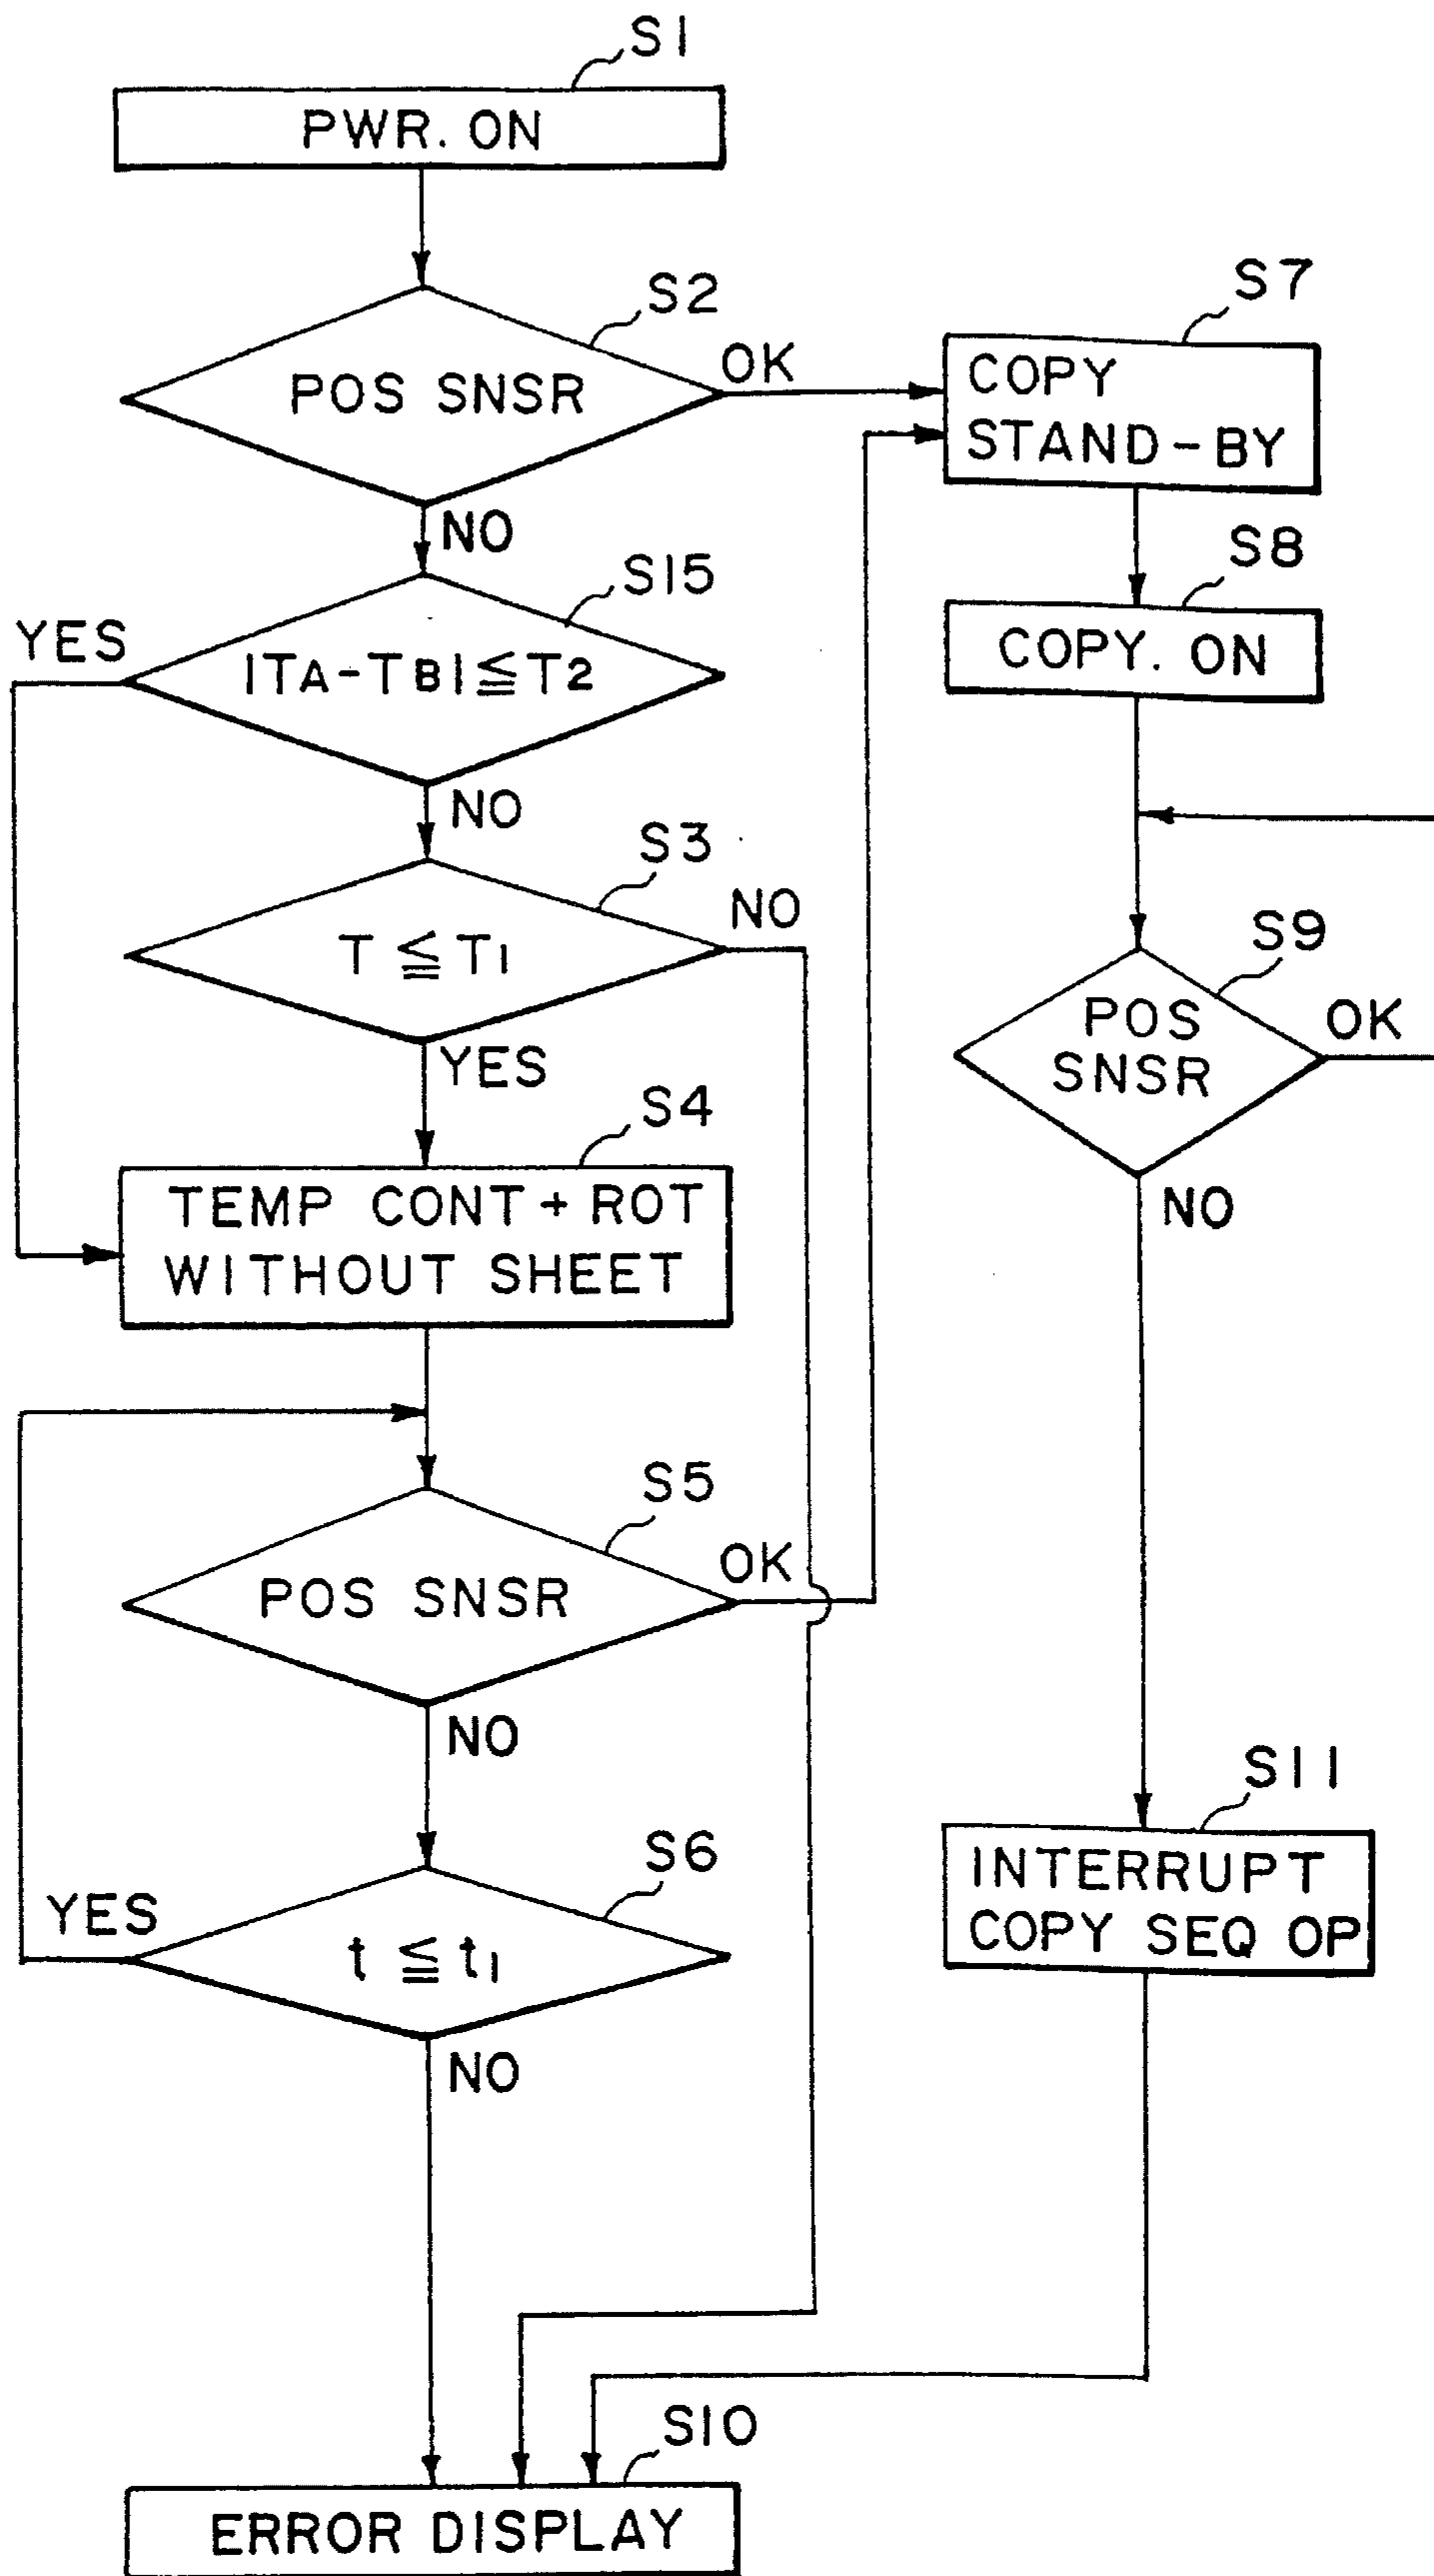 S1
PWR. ON
S2
POS SNSR
OK
NO
S7
COPY
STAND-BY
S15
YES
|TA-TB|≦T2
NO
S8
COPY. ON
S3
T ≦ T1
NO
YES
S9
POS
SNSR
OK
NO
S4
TEMP CONT + ROT
WITHOUT SHEET
S5
POS SNSR
OK
NO
S6
YES
t ≦ t1
NO
S11
INTERRUPT
COPY SEQ OP
S10
ERROR DISPLAY